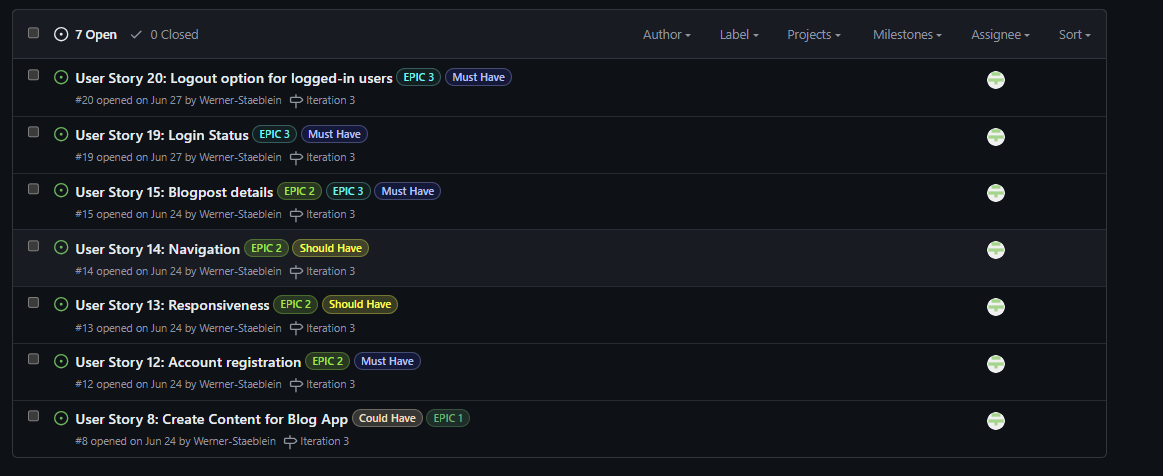 7 Open 0 Closed Author Label Projects Milestones Assignee Sort
User Story 20: Logout option for logged-in users EPIC 3 Must Have
#20 opened on Jun 27 by Werner-Staeblein Iteration 3
User Story 19: Login Status EPIC 3 Must Have
#19 opened on Jun 27 by Werner-Staeblein Iteration 3
User Story 15: Blogpost details EPIC 2 EPIC 3 Must Have
#15 opened on Jun 24 by Werner-Staeblein Iteration 3
User Story 14: Navigation EPIC 2 Should Have
#14 opened on Jun 24 by Werner-Staeblein Iteration 3
User Story 13: Responsiveness EPIC 2 Should Have
#13 opened on Jun 24 by Werner-Staeblein Iteration 3
User Story 12: Account registration EPIC 2 Must Have
#12 opened on Jun 24 by Werner-Staeblein Iteration 3
User Story 8: Create Content for Blog App Could Have EPIC 1
#8 opened on Jun 24 by Werner-Staeblein Iteration 3